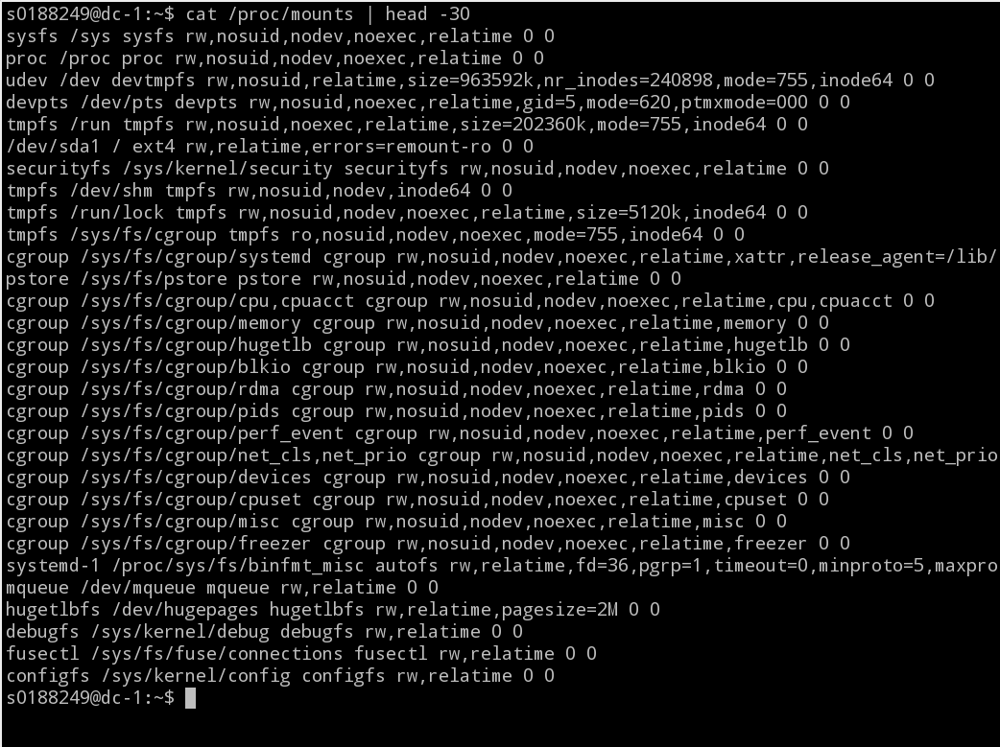 s0188249@dc-1:~$ cat /proc/mounts | head -30
sysfs /sys sysfs rw,nosuid,nodev,noexec,relatime 0 0
proc /proc proc rw,nosuid,nodev,noexec,relatime 0 0
udev /dev devtmpfs rw,nosuid,relatime,size=963592k,nr_inodes=240898,mode=755,inode64 0 0
devpts /dev/pts devpts rw,nosuid,noexec,relatime,gid=5,mode=620,ptmxmode=000 0 0
tmpfs /run tmpfs rw,nosuid,noexec,relatime,size=202360k,mode=755,inode64 0 0
/dev/sda1 / ext4 rw,relatime,errors=remount-ro 0 0
securityfs /sys/kernel/security securityfs rw,nosuid,nodev,noexec,relatime 0 0
tmpfs /dev/shm tmpfs rw,nosuid,nodev,inode64 0 0
tmpfs /run/lock tmpfs rw,nosuid,nodev,noexec,relatime,size=5120k,inode64 0 0
tmpfs /sys/fs/cgroup tmpfs ro,nosuid,nodev,noexec,mode=755,inode64 0 0
cgroup /sys/fs/cgroup/systemd cgroup rw,nosuid,nodev,noexec,relatime,xattr,release_agent=/lib/
pstore /sys/fs/pstore pstore rw,nosuid,nodev,noexec,relatime 0 0
cgroup /sys/fs/cgroup/cpu,cpuacct cgroup rw,nosuid,nodev,noexec,relatime,cpu,cpuacct 0 0
cgroup /sys/fs/cgroup/memory cgroup rw,nosuid,nodev,noexec,relatime,memory 0 0
cgroup /sys/fs/cgroup/hugetlb cgroup rw,nosuid,nodev,noexec,relatime,hugetlb 0 0
cgroup /sys/fs/cgroup/blkio cgroup rw,nosuid,nodev,noexec,relatime,blkio 0 0
cgroup /sys/fs/cgroup/rdma cgroup rw,nosuid,nodev,noexec,relatime,rdma 0 0
cgroup /sys/fs/cgroup/pids cgroup rw,nosuid,nodev,noexec,relatime,pids 0 0
cgroup /sys/fs/cgroup/perf_event cgroup rw,nosuid,nodev,noexec,relatime,perf_event 0 0
cgroup /sys/fs/cgroup/net_cls,net_prio cgroup rw,nosuid,nodev,noexec,relatime,net_cls,net_prio
cgroup /sys/fs/cgroup/devices cgroup rw,nosuid,nodev,noexec,relatime,devices 0 0
cgroup /sys/fs/cgroup/cpuset cgroup rw,nosuid,nodev,noexec,relatime,cpuset 0 0
cgroup /sys/fs/cgroup/misc cgroup rw,nosuid,nodev,noexec,relatime,misc 0 0
cgroup /sys/fs/cgroup/freezer cgroup rw,nosuid,nodev,noexec,relatime,freezer 0 0
systemd-1 /proc/sys/fs/binfmt_misc autofs rw,relatime,fd=36,pgrp=1,timeout=0,minproto=5,maxpro
mqueue /dev/mqueue mqueue rw,relatime 0 0
hugetlbfs /dev/hugepages hugetlbfs rw,relatime,pagesize=2M 0 0
debugfs /sys/kernel/debug debugfs rw,relatime 0 0
fusectl /sys/fs/fuse/connections fusectl rw,relatime 0 0
configfs /sys/kernel/config configfs rw,relatime 0 0
s0188249@dc-1:~$